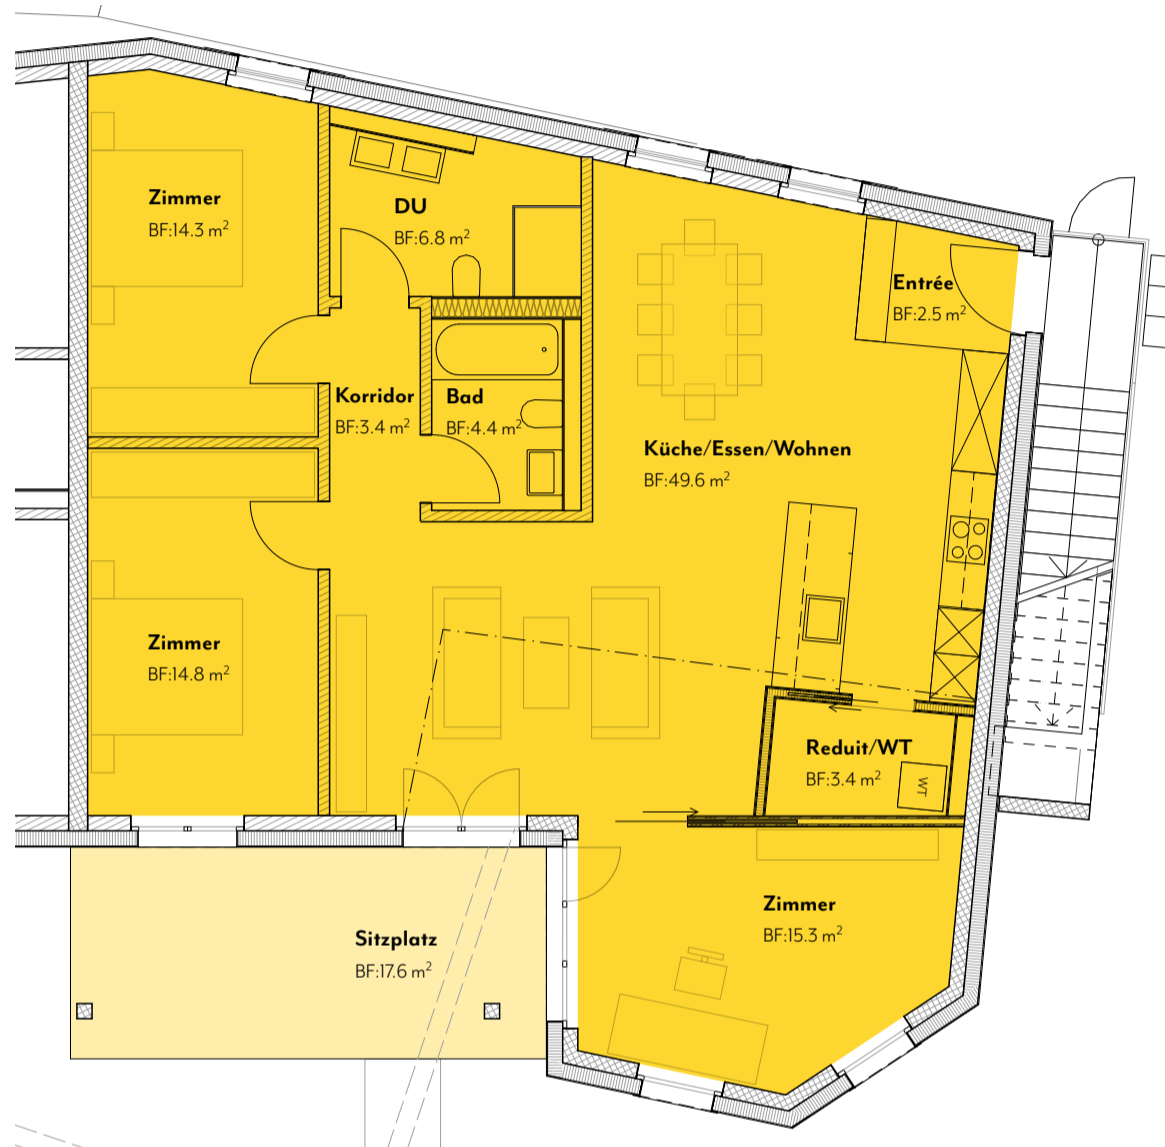 Zimmer
BF:14.3 m²
DU
BF:6.8 m²
Entrée
BF:2.5 m²
Korridor
BF:3.4 m²
Bad
BF:4.4 m²
Küche/Essen/Wohnen
BF:49.6 m²
Zimmer
BF:14.8 m²
Reduit/WT
BF:3.4 m²
WT
Zimmer
BF:15.3 m²
Sitzplatz
BF:17.6 m²